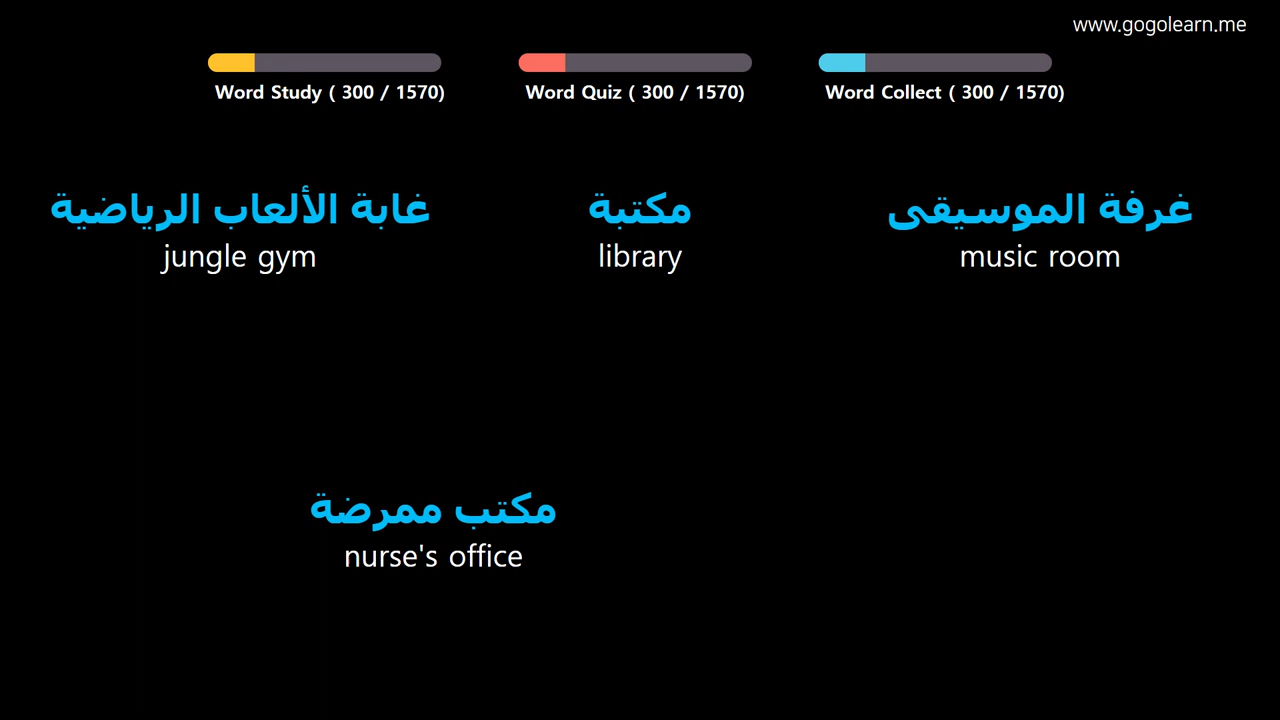 www.gogolearn.me
Word Study ( 300 / 1570)
Word Quiz ( 300 / 1570)
Word Collect ( 300 / 1570)
غابة الألعاب الرياضية
jungle gym
مكتبة
library
غرفة الموسيقى
music room
مكتب ممرضة
nurse's office